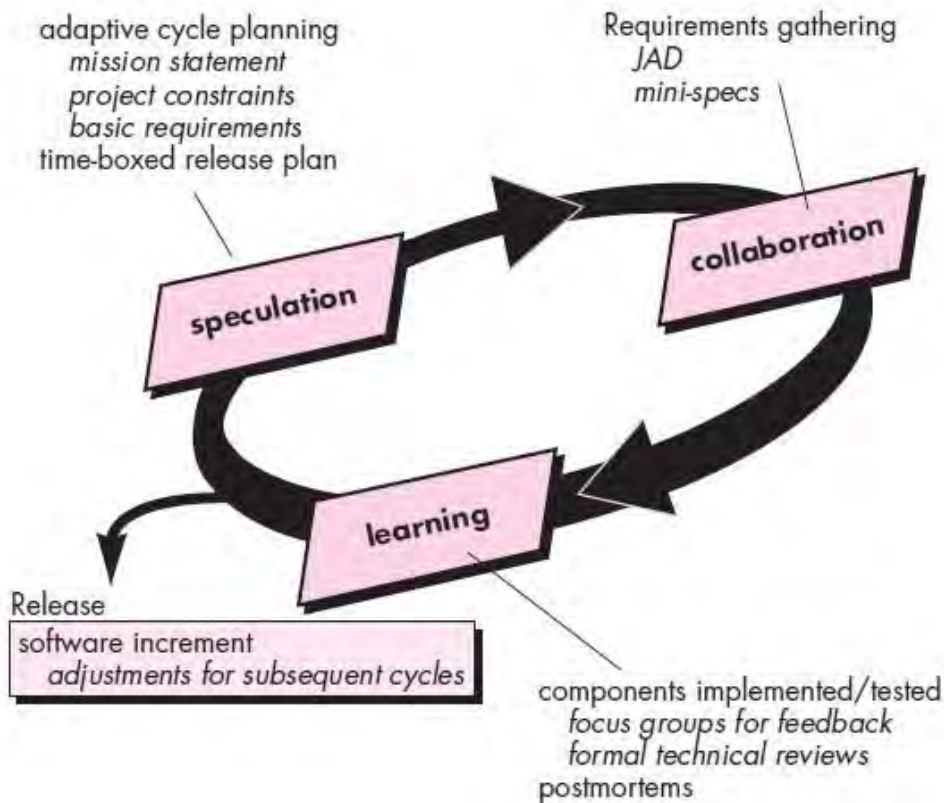 adaptive cycle planning
mission statement
project constraints
basic requirements
time-boxed release plan
Requirements gathering
JAD
mini-specs
speculation
collaboration
learning
Release
software increment
adjustments for subsequent cycles
components implemented/tested
focus groups for feedback
formal technical reviews
postmortems